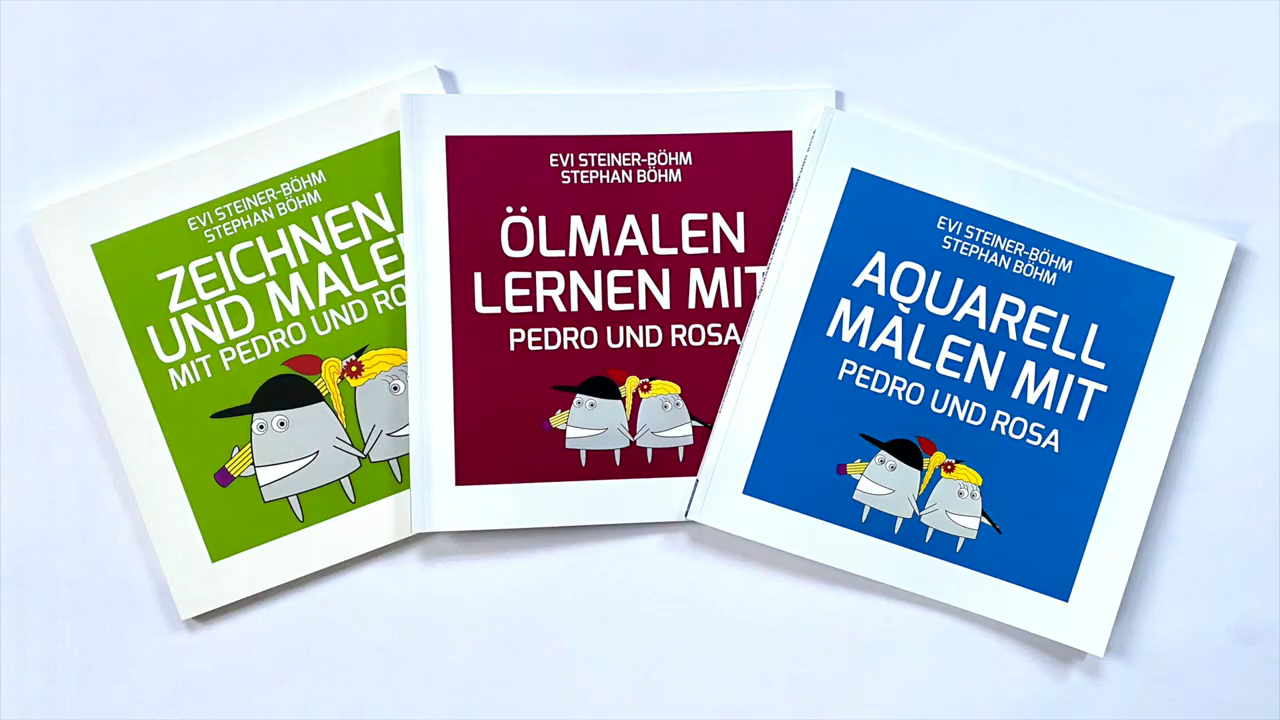 EVI STEINER-BÖHM
STEPHAN BÖHM
ZEICHNEN
UND MALE
MIT PEDRO UND RO
EVI STEINER-BÖHM
STEPHAN BÖHM
ÖLMALEN
LERNEN MIT
PEDRO UND ROSA
EVI STEINER-BÖHM
STEPHAN BÖHM
AQUARELL
MALEN MIT
PEDRO UND ROSA